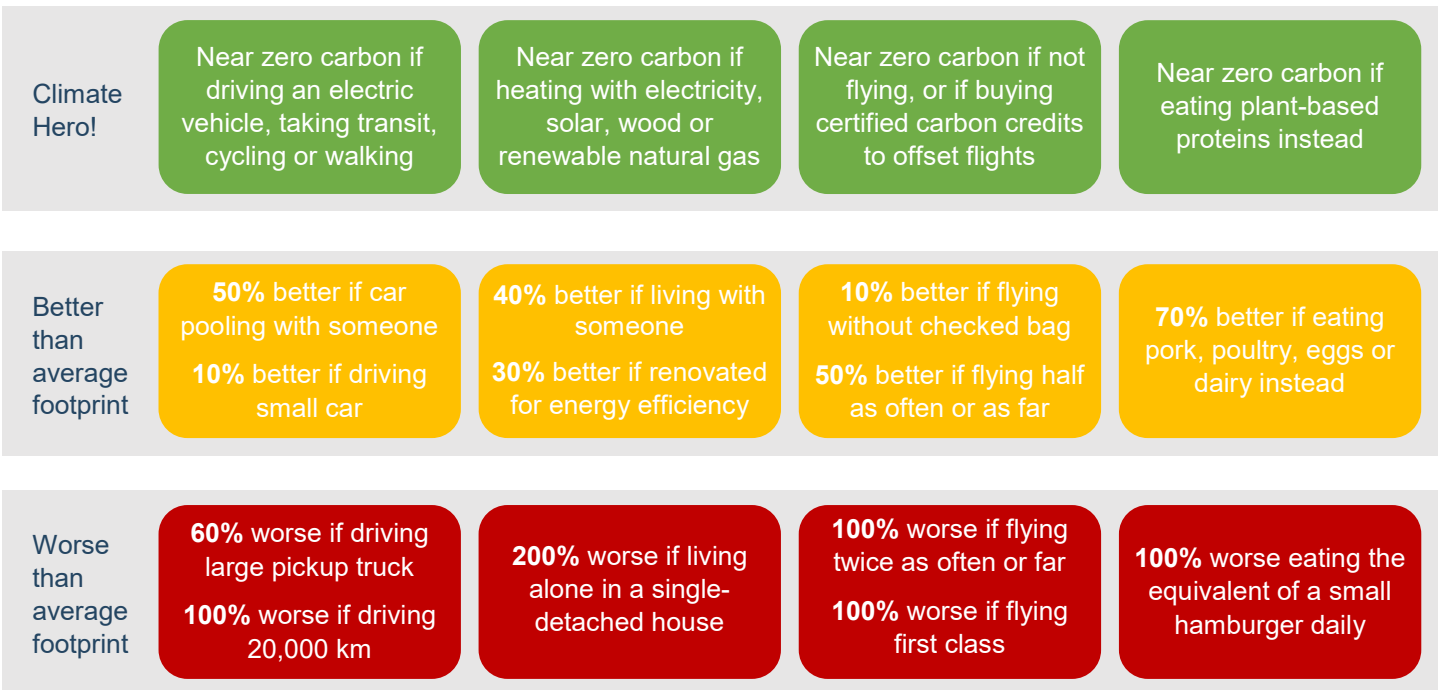 Climate
Hero!
Near zero carbon if
driving an electric
vehicle, taking transit,
cycling or walking
Near zero carbon if
heating with electricity,
solar, wood or
renewable natural gas
Near zero carbon if not
flying, or if buying
certified carbon credits
to offset flights
Near zero carbon if
eating plant-based
proteins instead
Better
than
average
footprint
50% better if car
pooling with someone
10% better if driving
small car
40% better if living with
someone
30% better if renovated
for energy efficiency
10% better if flying
without checked bag
50% better if flying half
as often or as far
70% better if eating
pork, poultry, eggs or
dairy instead
Worse
than
average
footprint
60% worse if driving
large pickup truck
100% worse if driving
20,000 km
200% worse if living
alone in a single-
detached house
100% worse if flying
twice as often or far
100% worse if flying
first class
100% worse eating the
equivalent of a small
hamburger daily